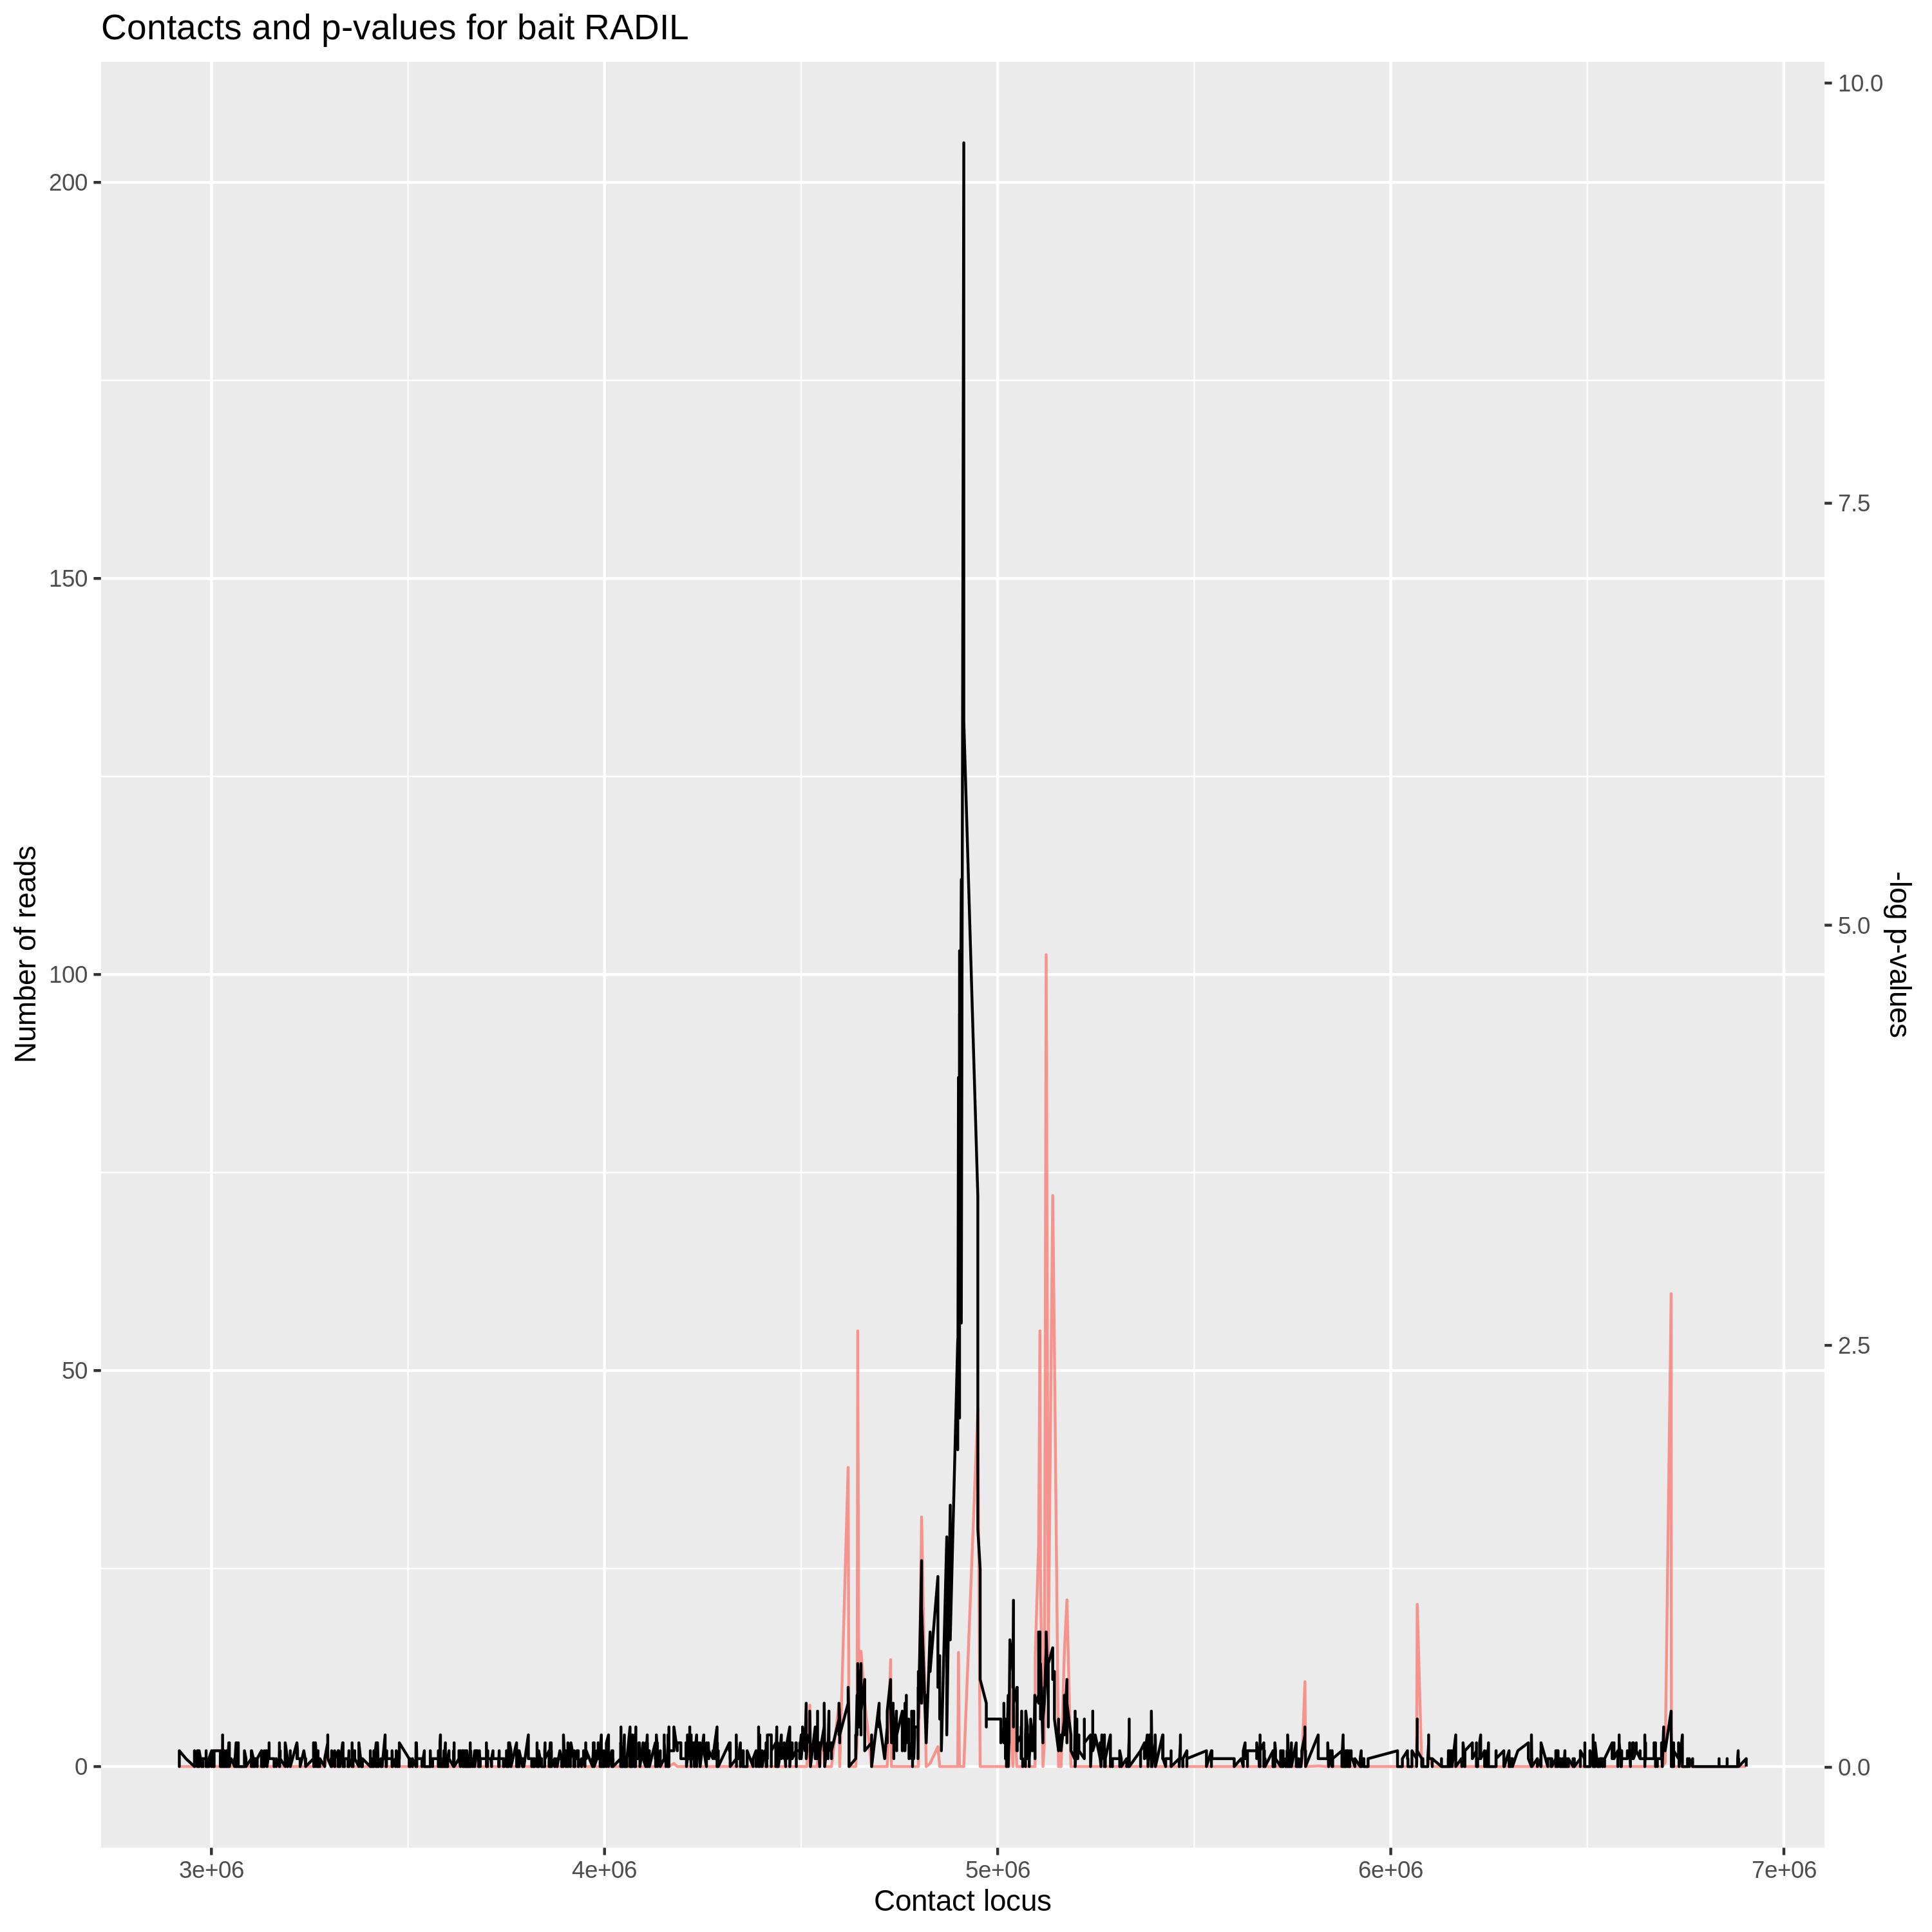 Contacts and p-values for bait RADIL
Number of reads
200
150
100
50
0
10.0
7.5
5.0
2.5
0.0
-log p-values
3e+06 4e+06 5e+06 6e+06 7e+06
Contact locus